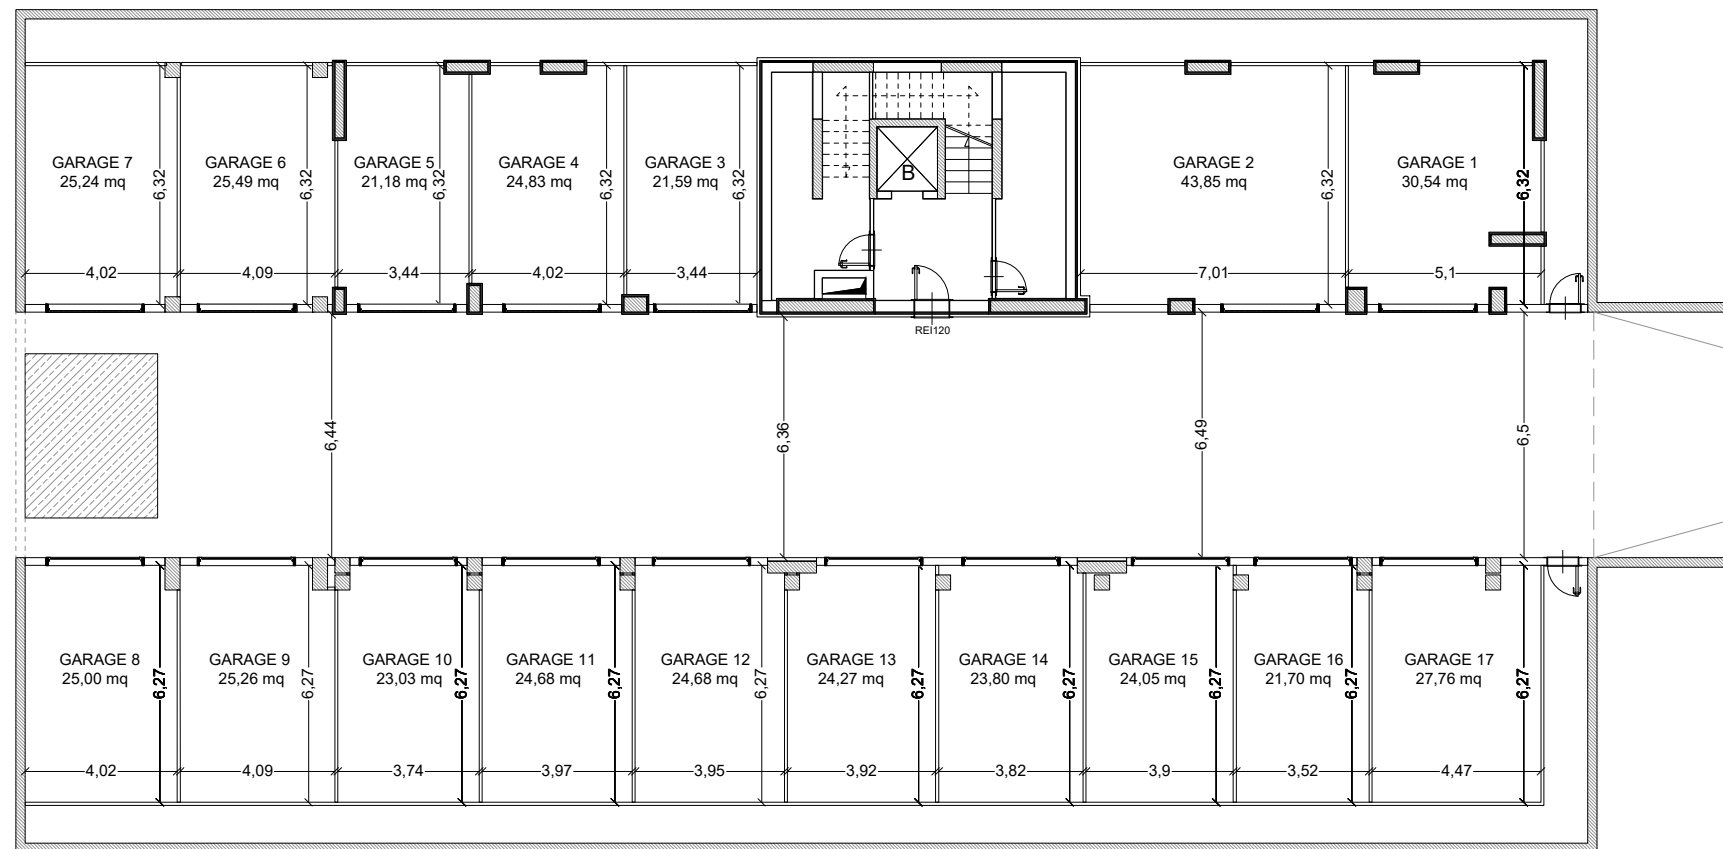 GARAGE 7
25,24 mq
6,32
GARAGE 6
25,49 mq
6,32
GARAGE 5
21,18 mq
6,32
GARAGE 4
24,83 mq
6,32
GARAGE 3
21,59 mq
6,32
B
GARAGE 2
43,85 mq
6,32
GARAGE 1
30,54 mq
6,32
4,02
4,09
3,44
4,02
3,44
7,01
5,1
REI120
6,44
6,36
6,49
6,5
GARAGE 8
25,00 mq
6,27
GARAGE 9
25,26 mq
6,27
GARAGE 10
23,03 mq
6,27
GARAGE 11
24,68 mq
6,27
GARAGE 12
24,68 mq
6,27
GARAGE 13
24,27 mq
6,27
GARAGE 14
23,80 mq
6,27
GARAGE 15
24,05 mq
6,27
GARAGE 16
21,70 mq
6,27
GARAGE 17
27,76 mq
6,27
4,02
4,09
3,74
3,97
3,95
3,92
3,82
3,9
3,52
4,47